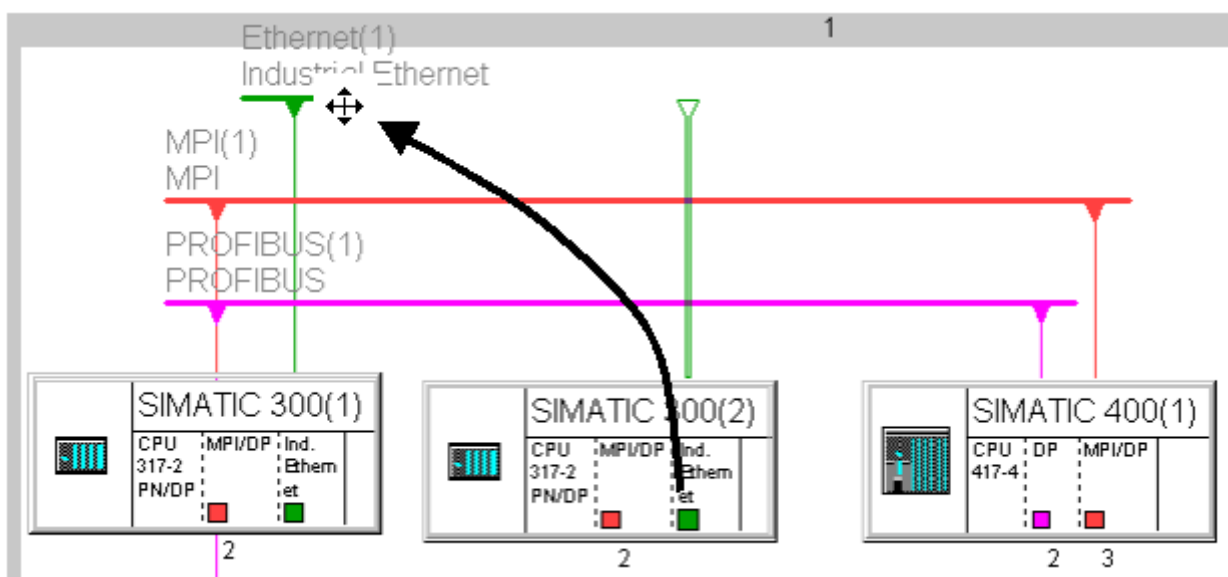 1
Ethernet(1)
Industrial Ethernet
MPI(1)
MPI
PROFIBUS(1)
PROFIBUS
SIMATIC 300(1)
CPU
317-2
PN/DP
MPI/DP
Ind.
Ethern
et
2
SIMATIC 300(2)
CPU
317-2
PN/DP
MPI/DP
Ind.
Ethern
et
2
SIMATIC 400(1)
CPU
417-4
DP
MPI/DP
2
3